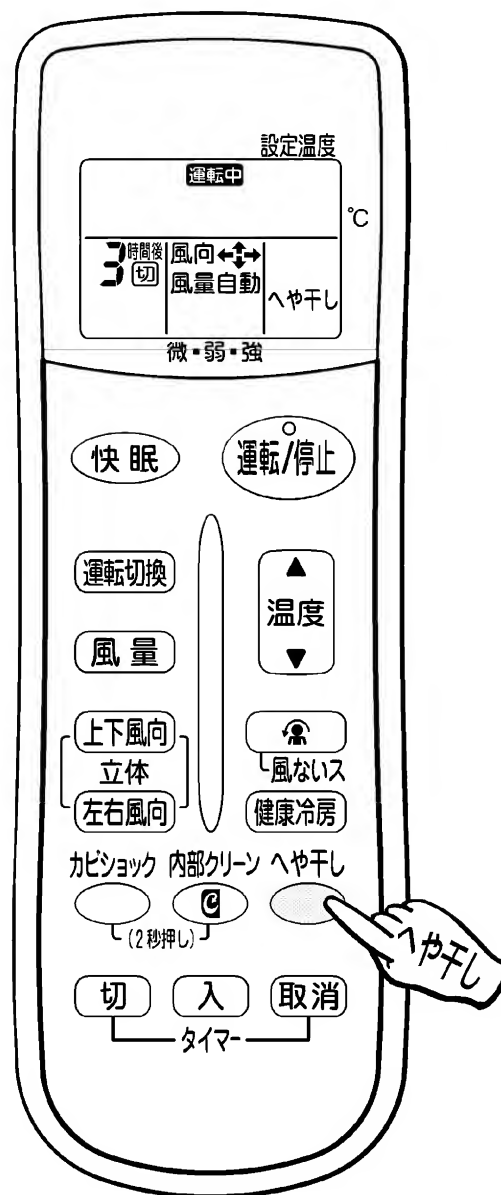 設定温度
運転中
℃
3 時間後 切
風向
風量自動
へや干し
微・弱・強
快眠
運転/停止
運転切換
▲
温度
▼
風量
上下風向
立体
左右風向
風ないス
健康冷房
カビショック 内部クリーン へや干し
(2秒押し)
へや干し
切 入 取消
タイマー